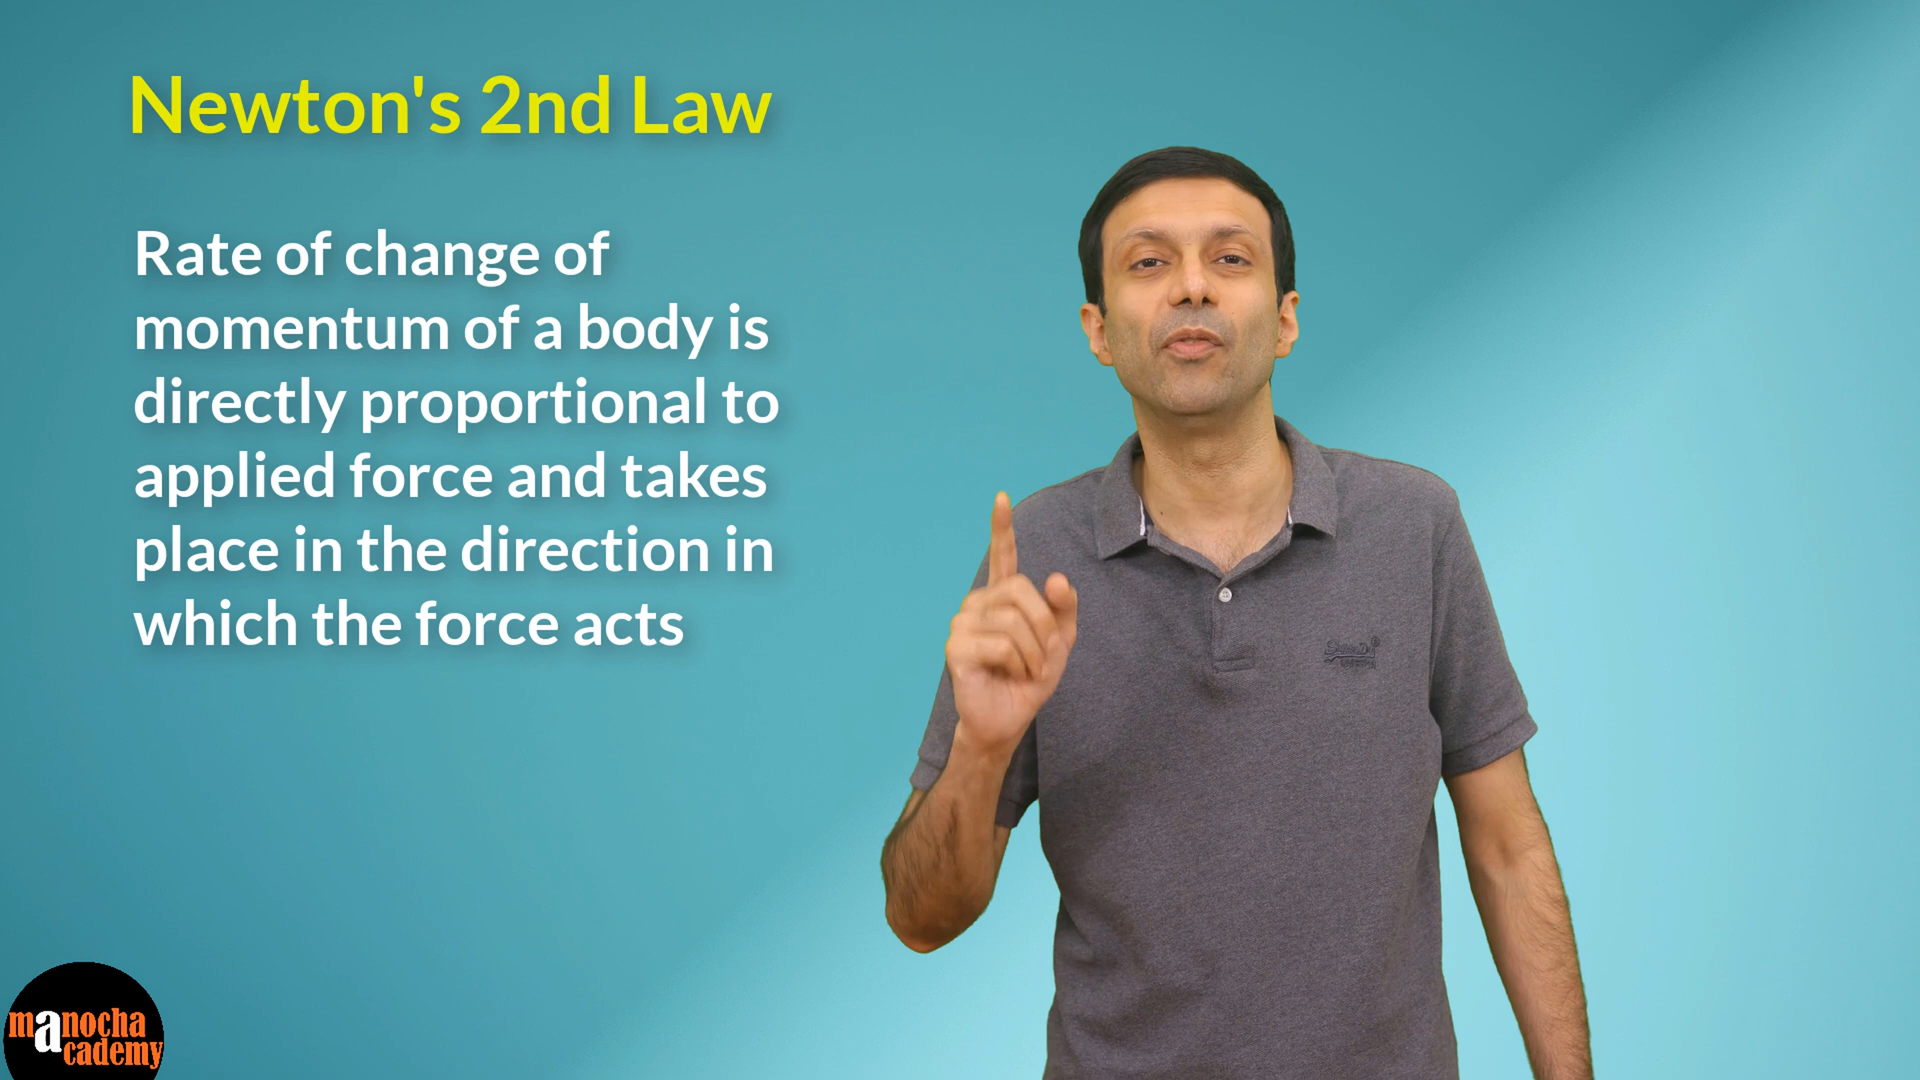 Newton's 2nd Law
Rate of change of
momentum of a body is
directly proportional to
applied force and takes
place in the direction in
which the force acts
manocha
academy